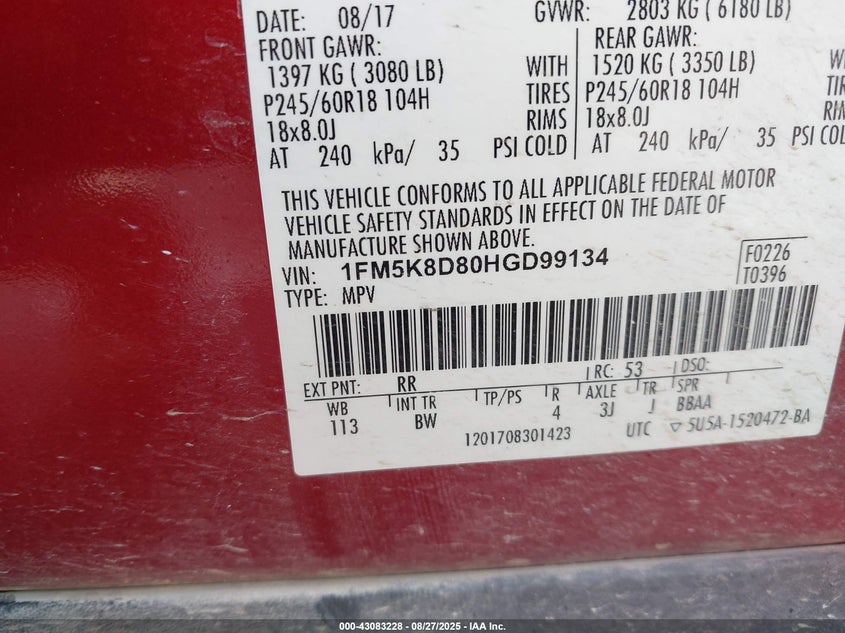 DATE: 08/17 GVWR: 2803 KG ( 6180 LB)
FRONT GAWR: REAR GAWR:
1397 KG ( 3080 LB) WITH 1520 KG ( 3350 LB)
P245/60R18 104H TIRES P245/60R18 104H
18x8.0J RIMS 18x8.0J
AT 240 kPa/ 35 PSI COLD AT 240 kPa/ 35 PSI
THIS VEHICLE CONFORMS TO ALL APPLICABLE FEDERAL MOTOR
VEHICLE SAFETY STANDARDS IN EFFECT ON THE DATE OF
MANUFACTURE SHOWN ABOVE.
VIN: 1FM5K8D80HGD99134 F0226
TYPE: MPV T0396
EXT PNT: RR RC: 53 DSO:
WB INT TR TP/PS R AXLE TR SPR
113 BW 4 3J J BBAA
1201708301423 UTC ▽ 5U5A-1520472-BA
000-43083228 - 08/27/2025 - IAA Inc.